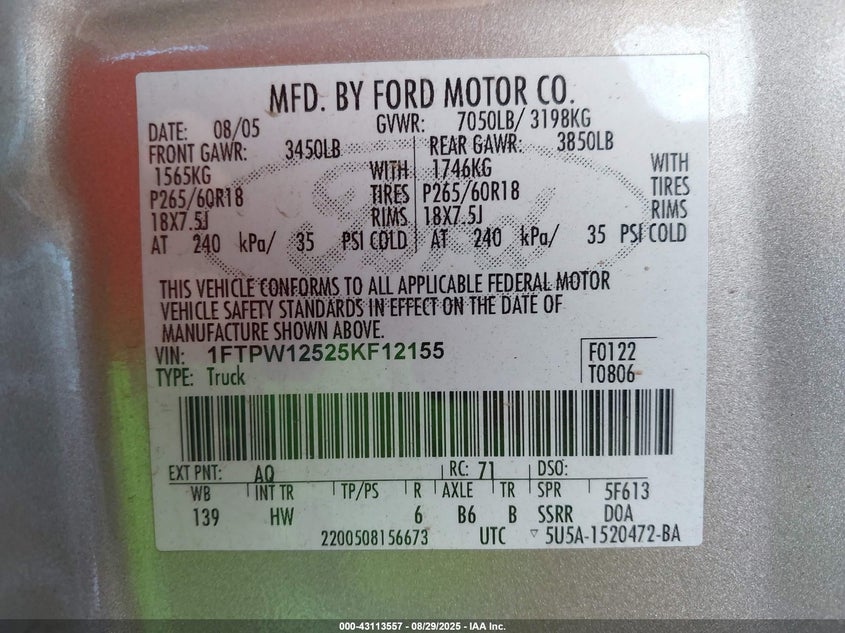 MFD. BY FORD MOTOR CO.
DATE: 08/05 GVWR: 7050LB/ 3198KG
FRONT GAWR: 3450LB REAR GAWR: 3850LB
1565KG WITH 1746KG WITH
P265/60R18 TIRES P265/60R18 TIRES
18X7.5J RIMS 18X7.5J RIMS
AT 240 kPa/ 35 PSI COLD AT 240 kPa/ 35 PSI COLD
Ford
THIS VEHICLE CONFORMS TO ALL APPLICABLE FEDERAL MOTOR
VEHICLE SAFETY STANDARDS IN EFFECT ON THE DATE OF
MANUFACTURE SHOWN ABOVE.
VIN: 1FTPW12525KF12155 F0122
TYPE: Truck T0806
EXT PNT: AQ RC: 71 DSO:
WB INT TR TP/PS R AXLE TR SPR 5F613
139 HW 6 B6 B SSRR DOA
2200508156673 UTC 5U5A-1520472-BA
000-43113557 - 08/29/2025 - IAA Inc.